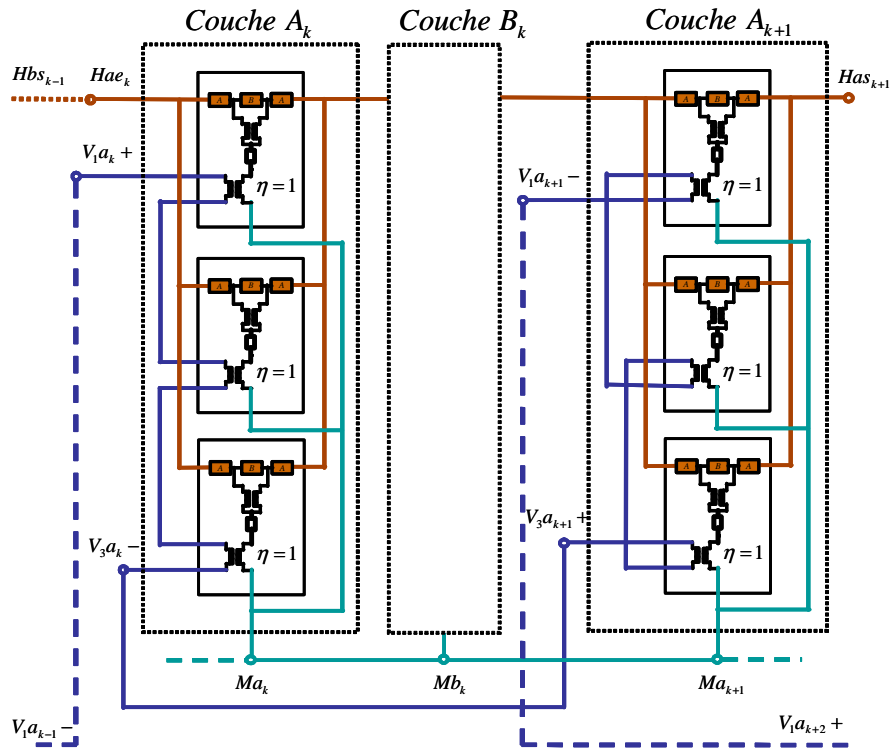 Couche A_k
Couche B_k
Couche A_{k+1}
Hbs_{k-1}
Hae_k
Has_{k+1}
A B A
A B A
V_1a_k +
η = 1
V_1a_{k+1} −
η = 1
A B A
A B A
η = 1
η = 1
A B A
A B A
V_3a_{k+1} +
V_3a_k −
η = 1
η = 1
Ma_k
Mb_k
Ma_{k+1}
V_1a_{k-1} −
V_1a_{k+2} +